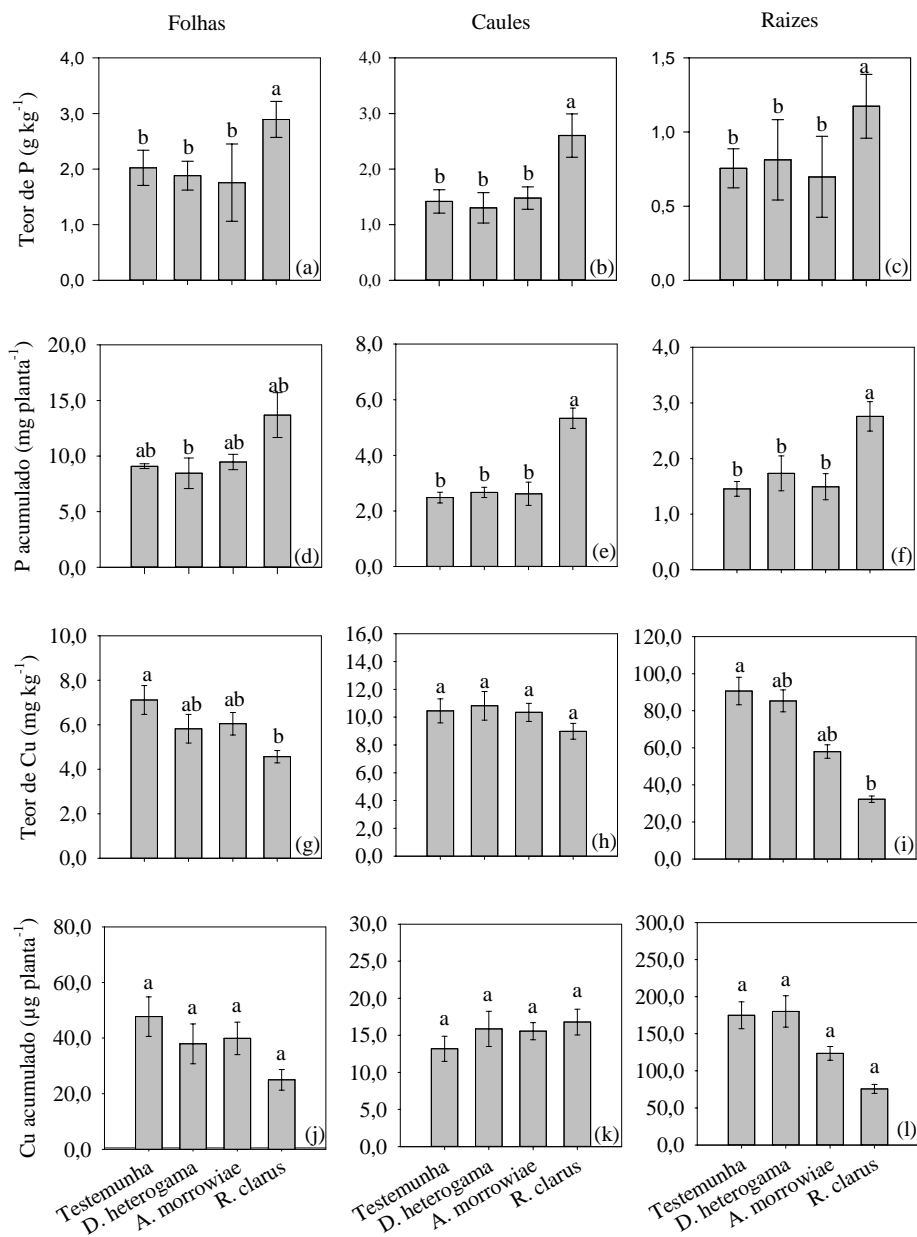 Folhas
Caules
Raizes
Teor de P (g kg⁻¹)
4,0
3,0
2,0
1,0
0,0
b
b
b
a
(a)
4,0
3,0
2,0
1,0
0,0
b
b
b
a
(b)
1,5
1,0
0,5
0,0
b
b
b
a
(c)
P acumulado (mg planta⁻¹)
20,0
15,0
10,0
5,0
0,0
ab
b
ab
ab
(d)
8,0
6,0
4,0
2,0
0,0
b
b
b
a
(e)
4,0
3,0
2,0
1,0
0,0
b
b
b
a
(f)
Teor de Cu (mg kg⁻¹)
10,0
8,0
6,0
4,0
2,0
0,0
a
ab
ab
b
(g)
16,0
14,0
12,0
10,0
8,0
6,0
4,0
2,0
0,0
a
a
a
a
(h)
120,0
100,0
80,0
60,0
40,0
20,0
0,0
a
ab
ab
b
(i)
Cu acumulado (µg planta⁻¹)
80,0
60,0
40,0
20,0
0,0
a
a
a
a
(j)
30,0
25,0
20,0
15,0
10,0
5,0
0,0
a
a
a
a
(k)
300,0
250,0
200,0
150,0
100,0
50,0
0,0
a
a
a
a
(l)
Testemunha
D. heterogama
A. morrowiae
R. clarus
Testemunha
D. heterogama
A. morrowiae
R. clarus
Testemunha
D. heterogama
A. morrowiae
R. clarus